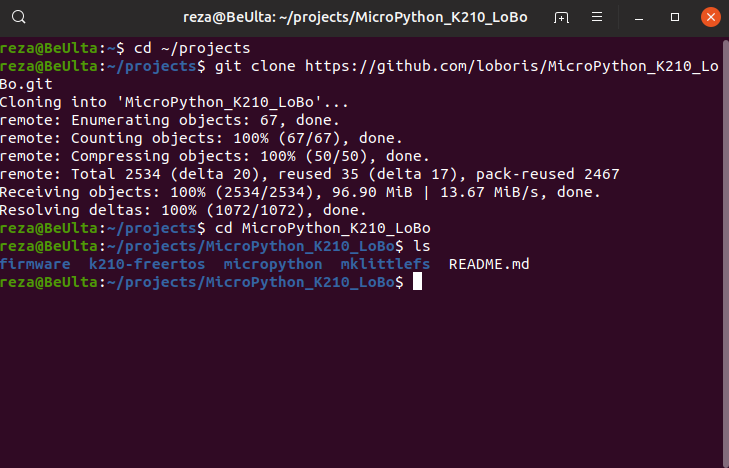 reza@BeUlta: ~/projects/MicroPython_K210_LoBo
reza@BeUlta:~$ cd ~/projects
reza@BeUlta:~/projects$ git clone https://github.com/loboris/MicroPython_K210_Lo
Bo.git
Cloning into 'MicroPython_K210_LoBo'...
remote: Enumerating objects: 67, done.
remote: Counting objects: 100% (67/67), done.
remote: Compressing objects: 100% (50/50), done.
remote: Total 2534 (delta 20), reused 35 (delta 17), pack-reused 2467
Receiving objects: 100% (2534/2534), 96.90 MiB | 13.67 MiB/s, done.
Resolving deltas: 100% (1072/1072), done.
reza@BeUlta:~/projects$ cd MicroPython_K210_LoBo
reza@BeUlta:~/projects/MicroPython_K210_LoBo$ ls
firmware  k210-freertos  micropython  mklittlefs  README.md
reza@BeUlta:~/projects/MicroPython_K210_LoBo$